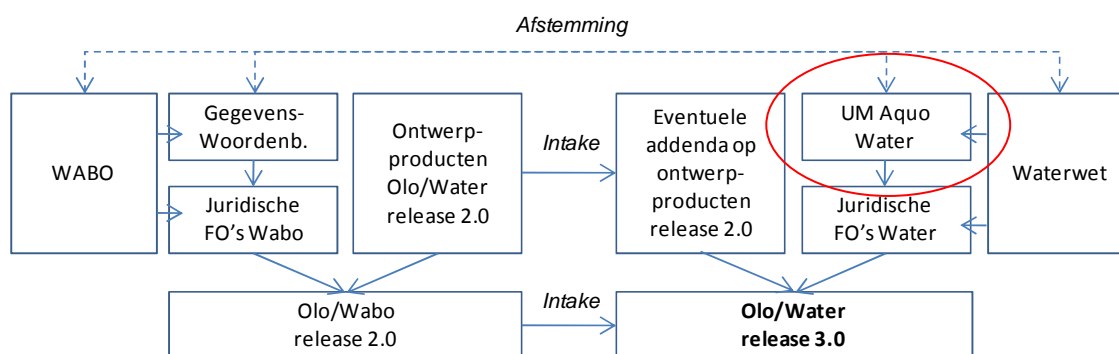 Afstemming
WABO
Gegevens-
Woordenb.
Juridische
FO's Wabo
Ontwerp-
producten
Olo/Water
release 2.0
Intake
Eventuele
addenda op
ontwerp-
producten
release 2.0
UM Aquo
Water
Juridische
FO's Water
Waterwet
Olo/Wabo
release 2.0
Intake
Olo/Water
release 3.0